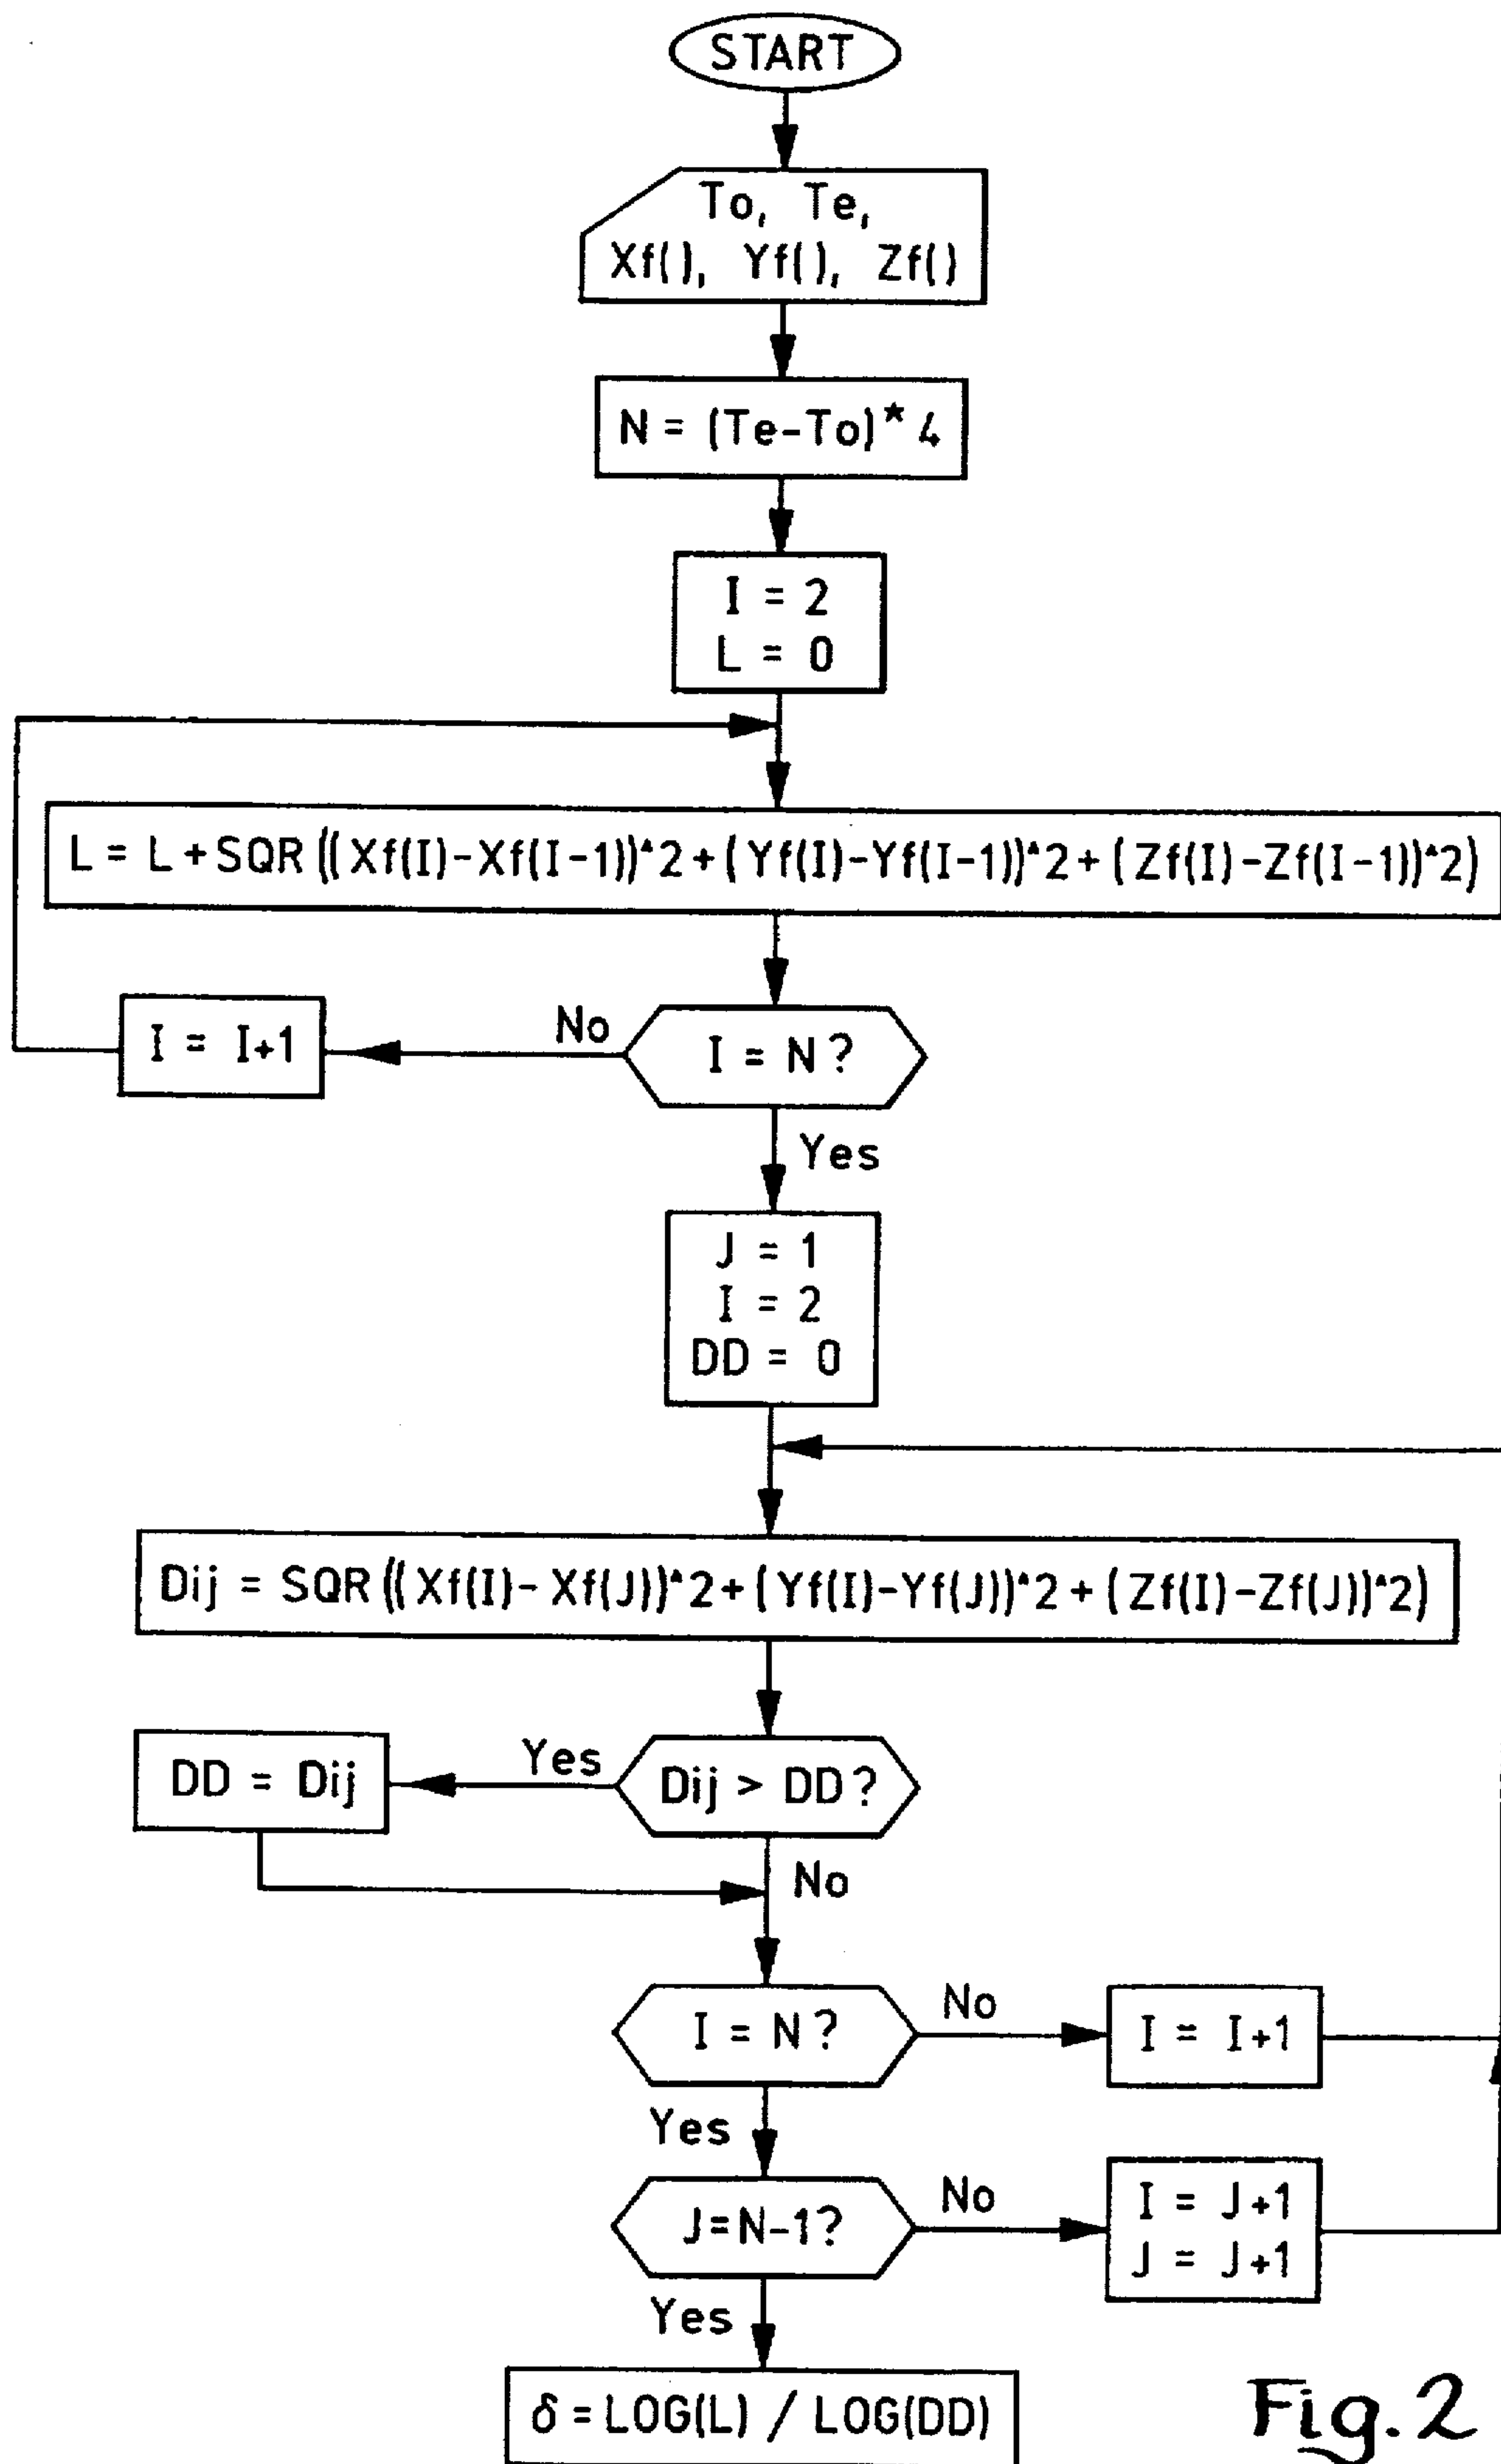 START
To, Te,
Xf(), Yf(), Zf()
N = (Te-To)*4
I = 2
L = 0
L = L+SQR((Xf(I)-Xf(I-1))^2+(Yf(I)-Yf(I-1))^2+(Zf(I)-Zf(I-1))^2)
I = I+1
No
I = N?
Yes
J = 1
I = 2
DD = 0
Dij = SQR((Xf(I)-Xf(J))^2+(Yf(I)-Yf(J))^2+(Zf(I)-Zf(J))^2)
DD = Dij
Yes
Dij > DD?
No
I = N?
No
I = I+1
Yes
J=N-1?
No
I = J+1
J = J+1
Yes
δ = LOG(L) / LOG(DD)
Fig.2